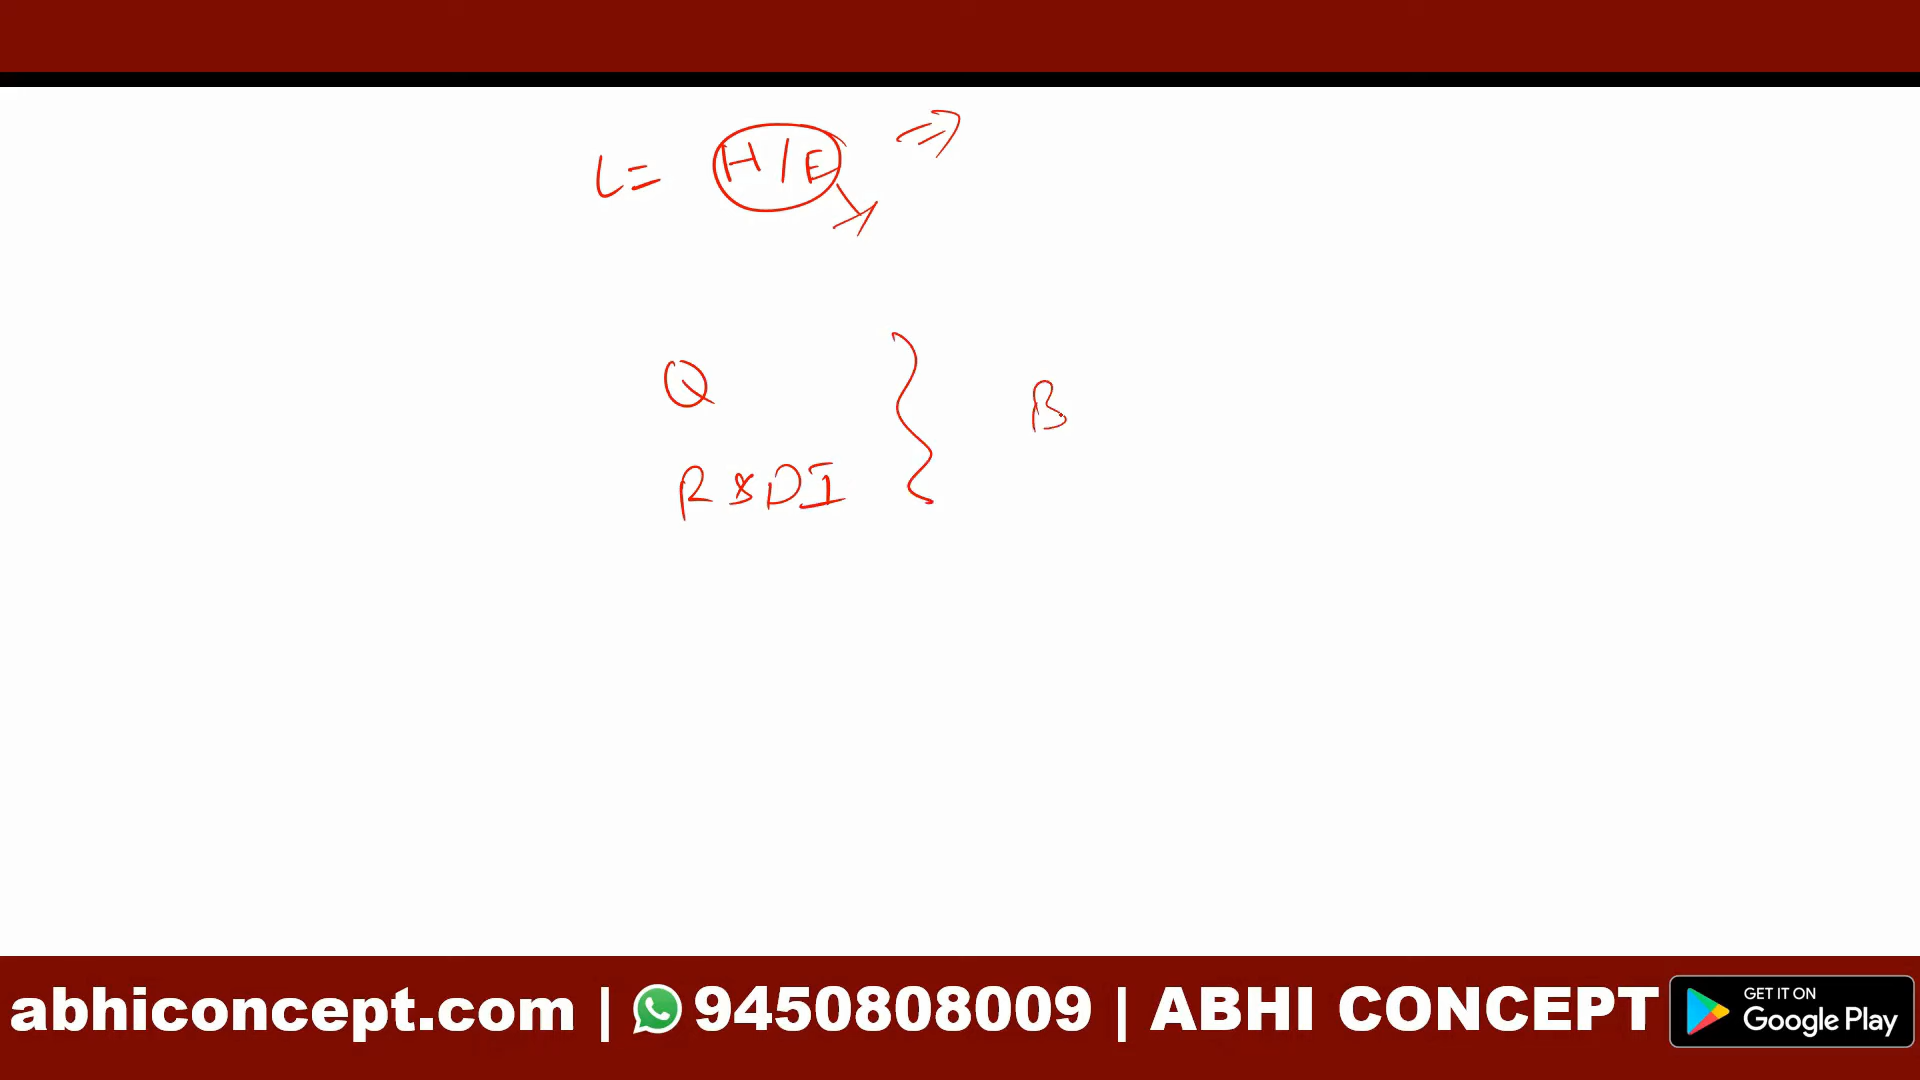 L= H/E ⇒
Q
B
R&DI
abhiconcept.com | 9450808009 | ABHI CONCEPT
GET IT ON
Google Play